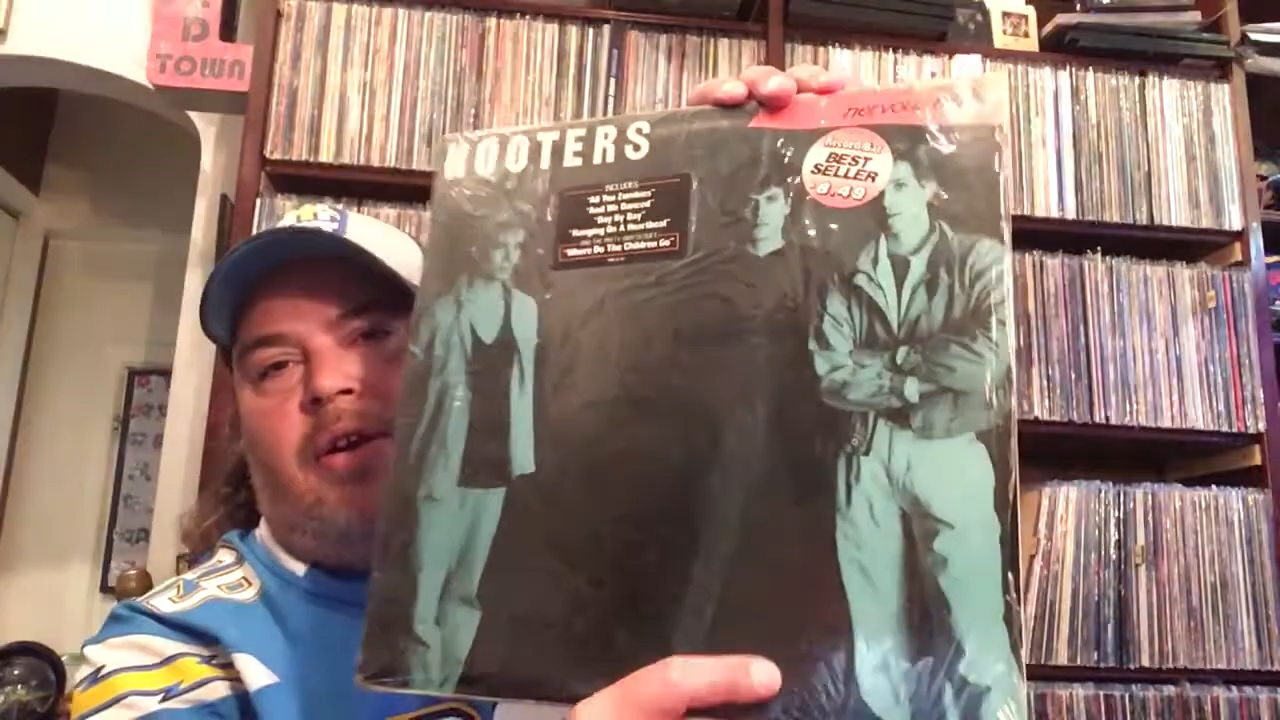 D
TOWN
nervous
HOOTERS
Record Bar
BEST
SELLER
8.49
INCLUDES
"All You Zombies"
"And We Danced"
"Day By Day"
"Hanging On A Heartbeat"
"Where Do The Children Go"